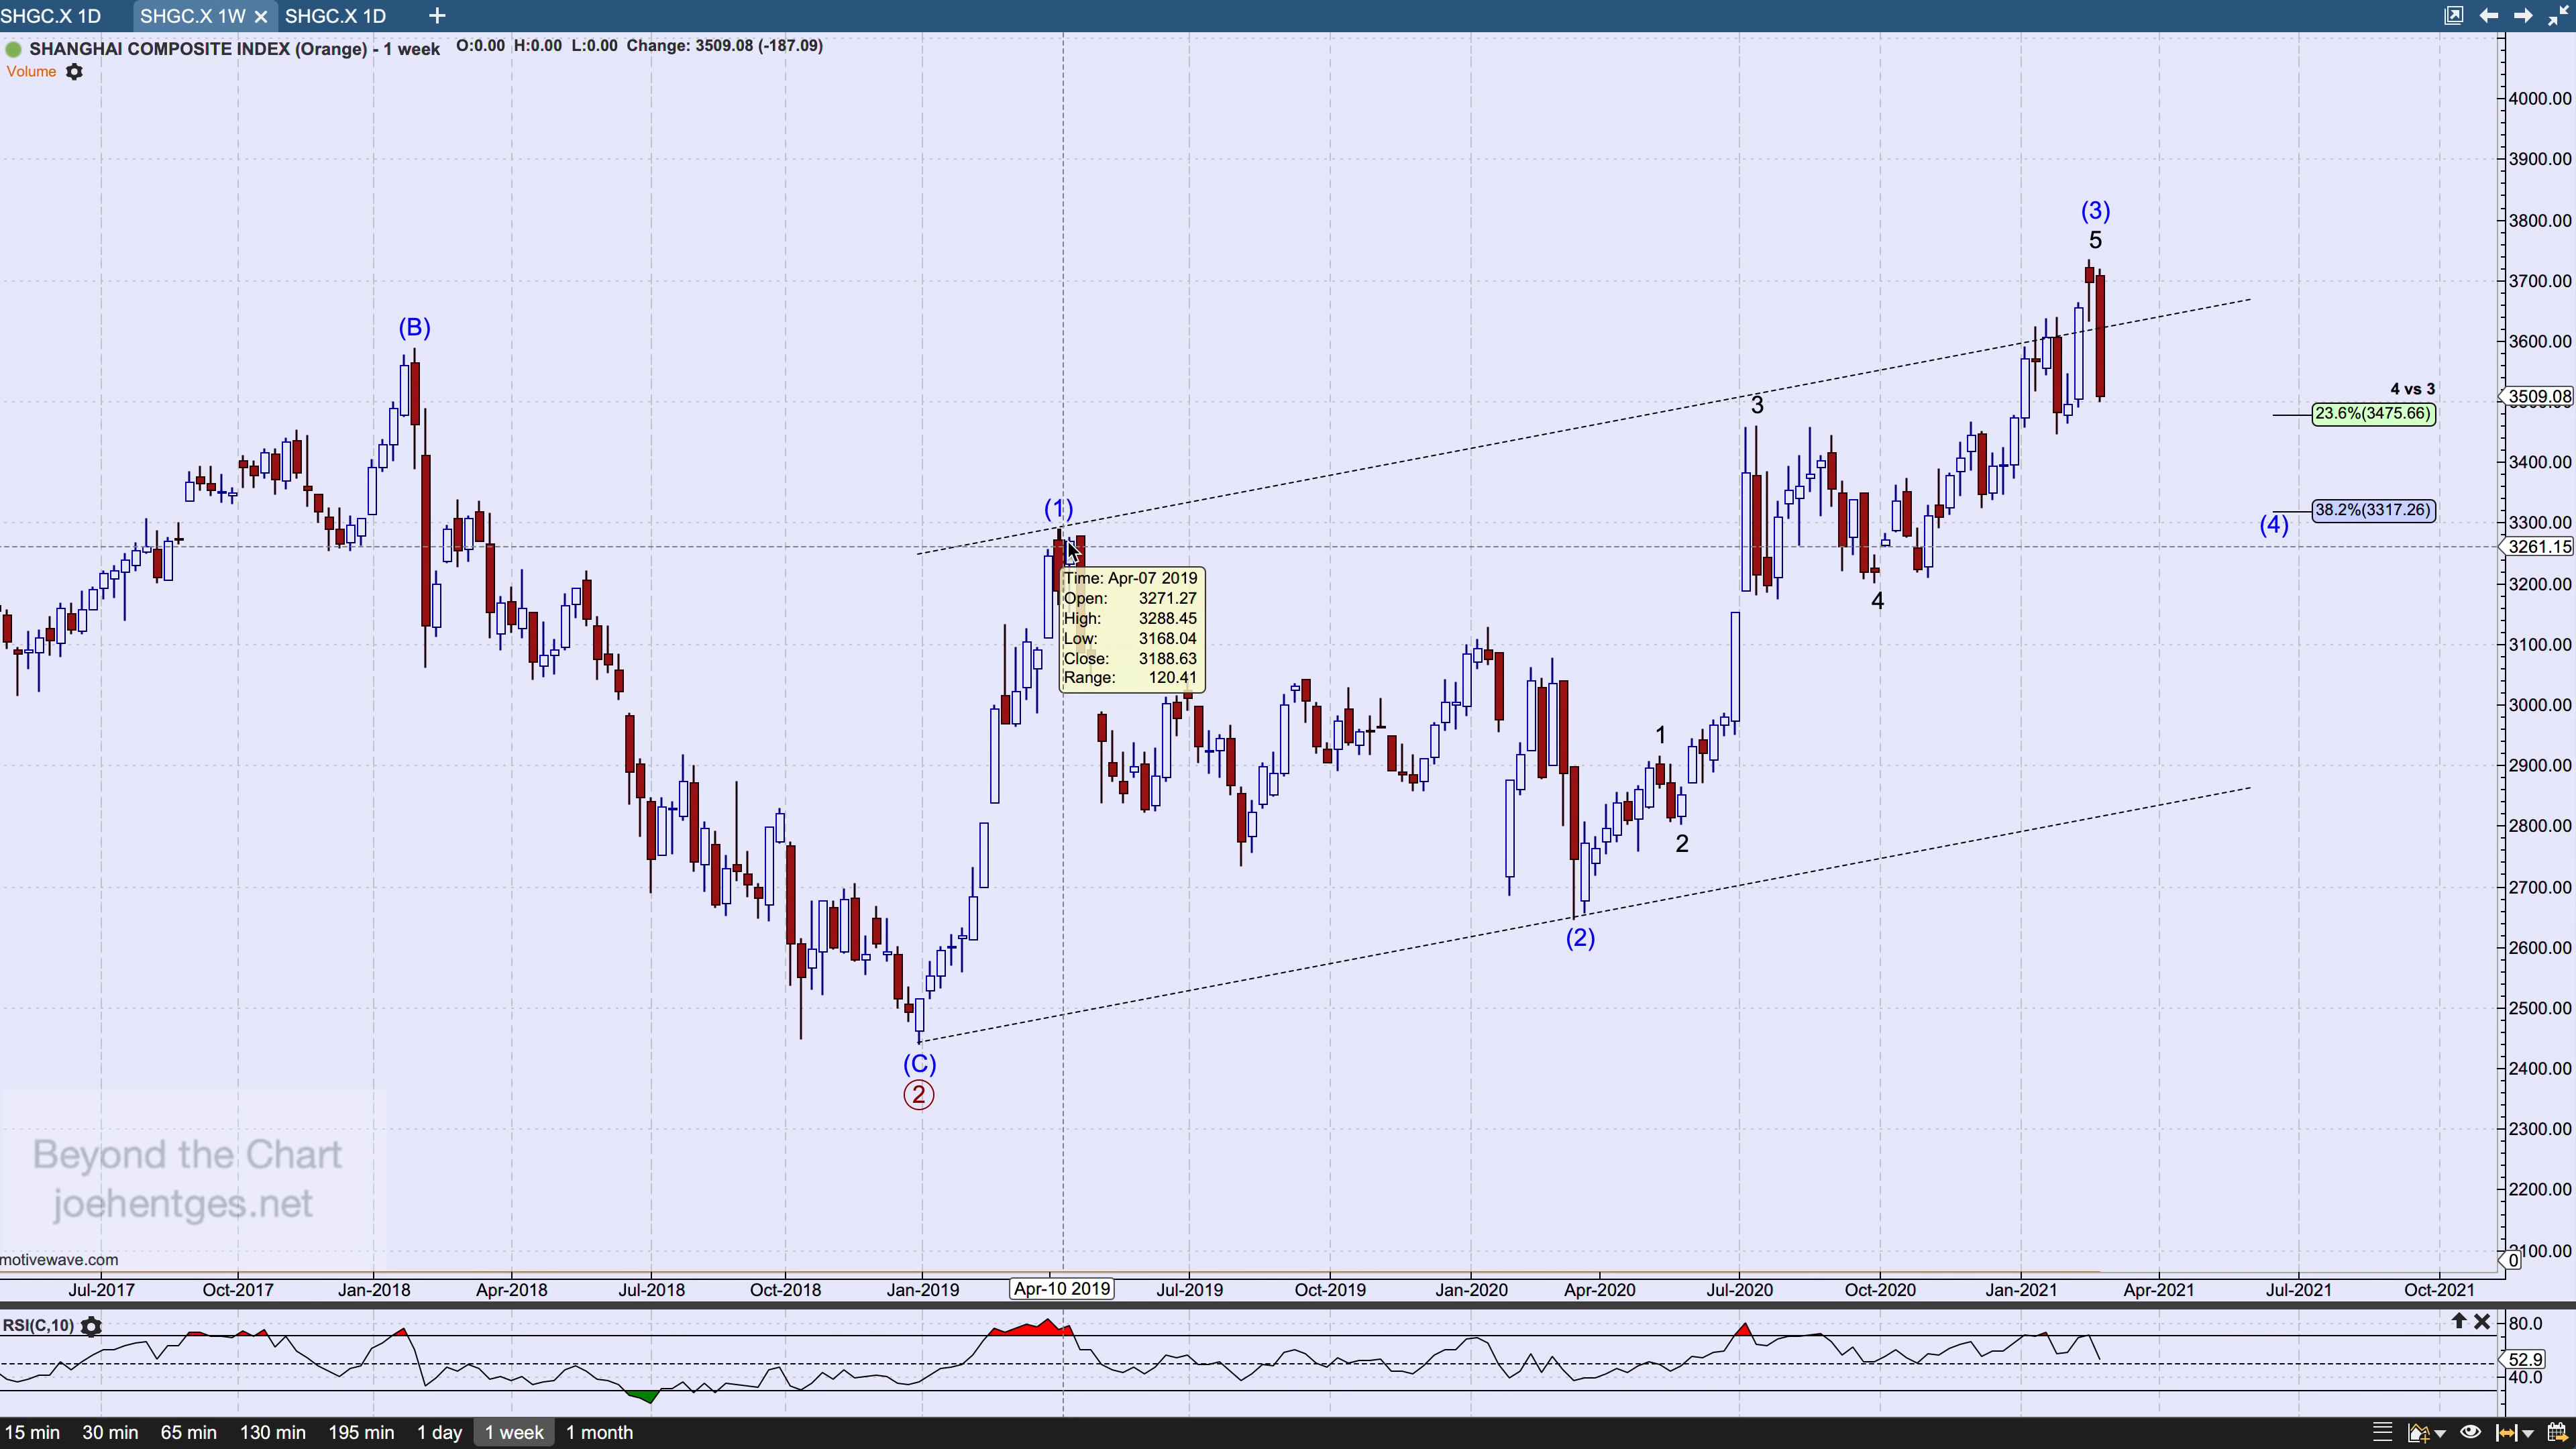 SHGC.X 1D
SHGC.X 1W
SHGC.X 1D
SHANGHAI COMPOSITE INDEX (Orange) - 1 week O:0.00 H:0.00 L:0.00 Change: 3509.08 (-187.09)
Volume
4000.00
3900.00
(3)
3800.00
5
3700.00
(B)
3600.00
4 vs 3
3509.08
3
23.6%(3475.66)
3400.00
(1)
38.2%(3317.26)
(4)
3300.00
3261.15
Time: Apr-07 2019
Open: 3271.27
High: 3288.45
Low: 3168.04
Close: 3188.63
Range: 120.41
3200.00
4
3100.00
3000.00
1
2900.00
2
2800.00
2700.00
(2)
2600.00
2500.00
(C)
2400.00
2
2300.00
Beyond the Chart
joehentges.net
2200.00
motivewave.com
2100.00
0
Jul-2017 Oct-2017 Jan-2018 Apr-2018 Jul-2018 Oct-2018 Jan-2019 Apr-10 2019 Jul-2019 Oct-2019 Jan-2020 Apr-2020 Jul-2020 Oct-2020 Jan-2021 Apr-2021 Jul-2021 Oct-2021
RSI(C,10)
80.0
52.9
40.0
15 min 30 min 65 min 130 min 195 min 1 day 1 week 1 month